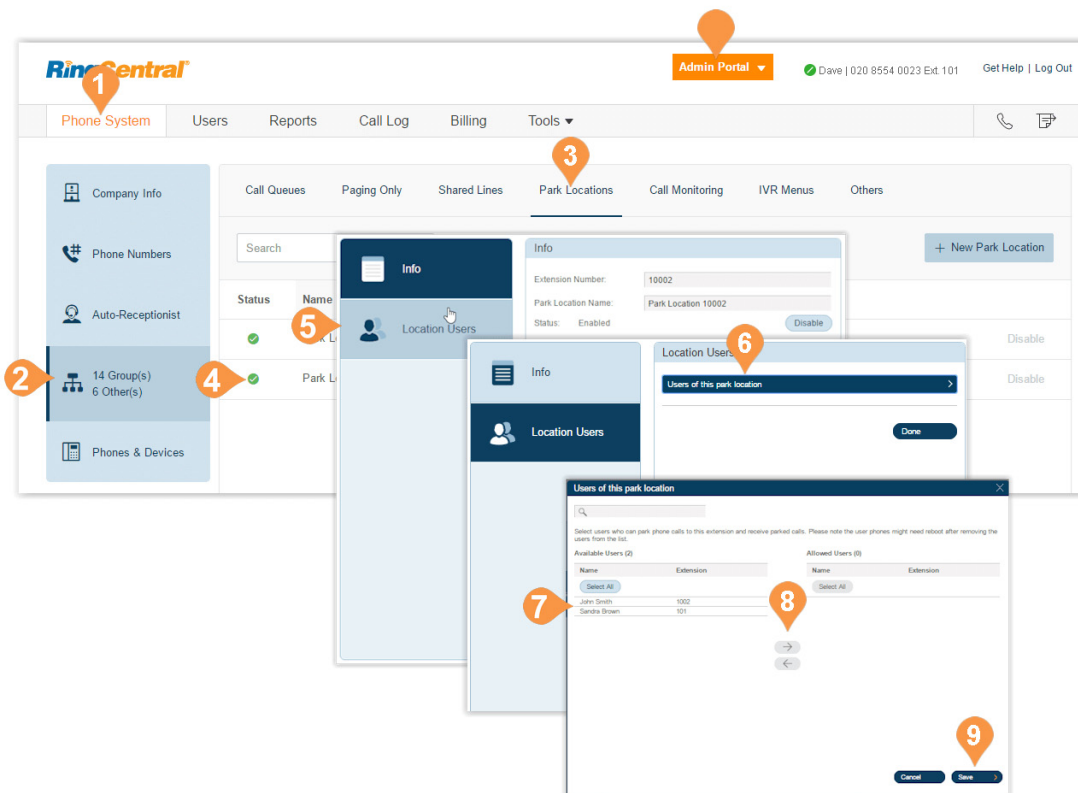 RingCentral®
Admin Portal
Dave | 020 8554 0023 Ext. 101
Get Help | Log Out
1
Phone System
Users
Reports
Call Log
Billing
Tools
3
Company Info
Phone Numbers
Auto-Receptionist
2
14 Group(s)
6 Other(s)
Phones & Devices
Call Queues
Paging Only
Shared Lines
Park Locations
Call Monitoring
IVR Menus
Others
Search
+ New Park Location
Status
Name
Disable
4
Park L
Disable
Info
5
Location Users
Info
Extension Number:
10002
Park Location Name:
Park Location 10002
Status: Enabled
Disable
Info
Location Users
Location Users
6
Users of this park location
Done
Users of this park location
Select users who can park phone calls to this extension and receive parked calls. Please note the user phones might need reboot after removing the
users from the list.
Available Users (2)
Name
Extension
Select All
7
John Smith
1002
Sandra Brown
101
8
Allowed Users (0)
Name
Extension
Select All
9
Cancel
Save